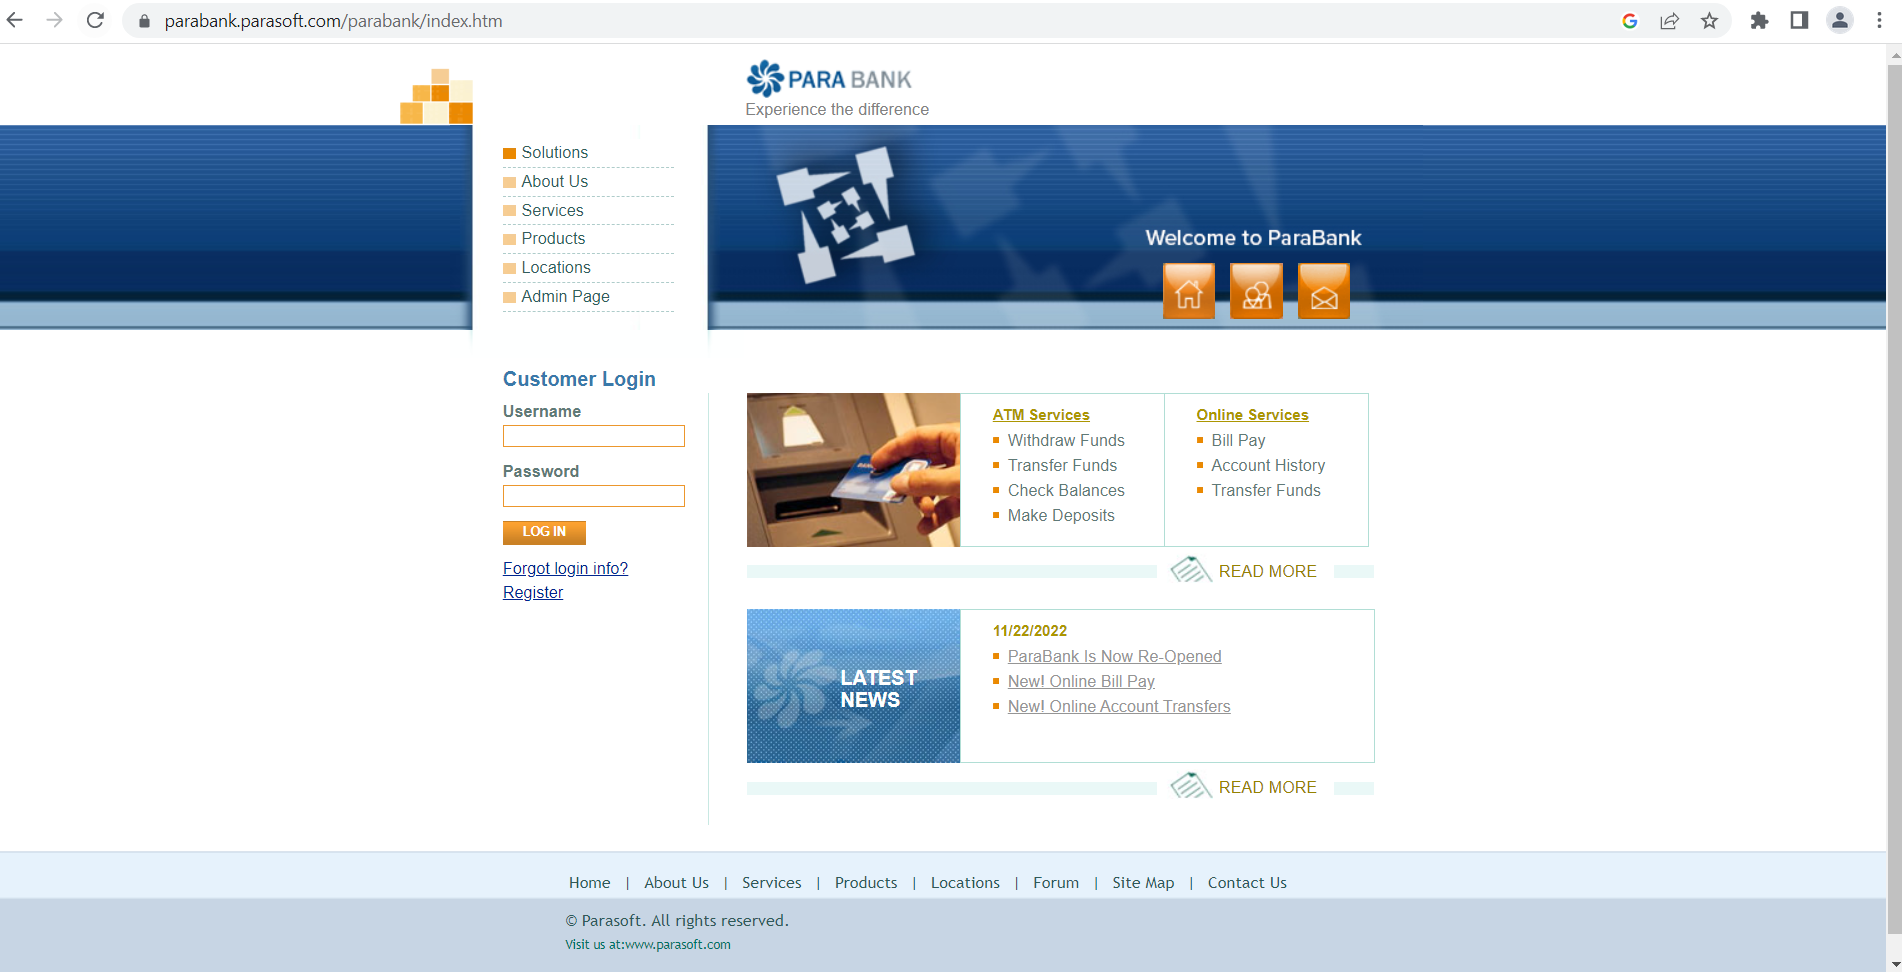 parabank.parasoft.com/parabank/index.htm
PARA BANK
Experience the difference
Solutions
About Us
Services
Products
Locations
Admin Page
Welcome to ParaBank
Customer Login
Username
Password
LOG IN
Forgot login info?
Register
ATM Services
Withdraw Funds
Transfer Funds
Check Balances
Make Deposits
Online Services
Bill Pay
Account History
Transfer Funds
READ MORE
LATEST
NEWS
11/22/2022
ParaBank Is Now Re-Opened
New! Online Bill Pay
New! Online Account Transfers
READ MORE
Home | About Us | Services | Products | Locations | Forum | Site Map | Contact Us
© Parasoft. All rights reserved.
Visit us at:www.parasoft.com